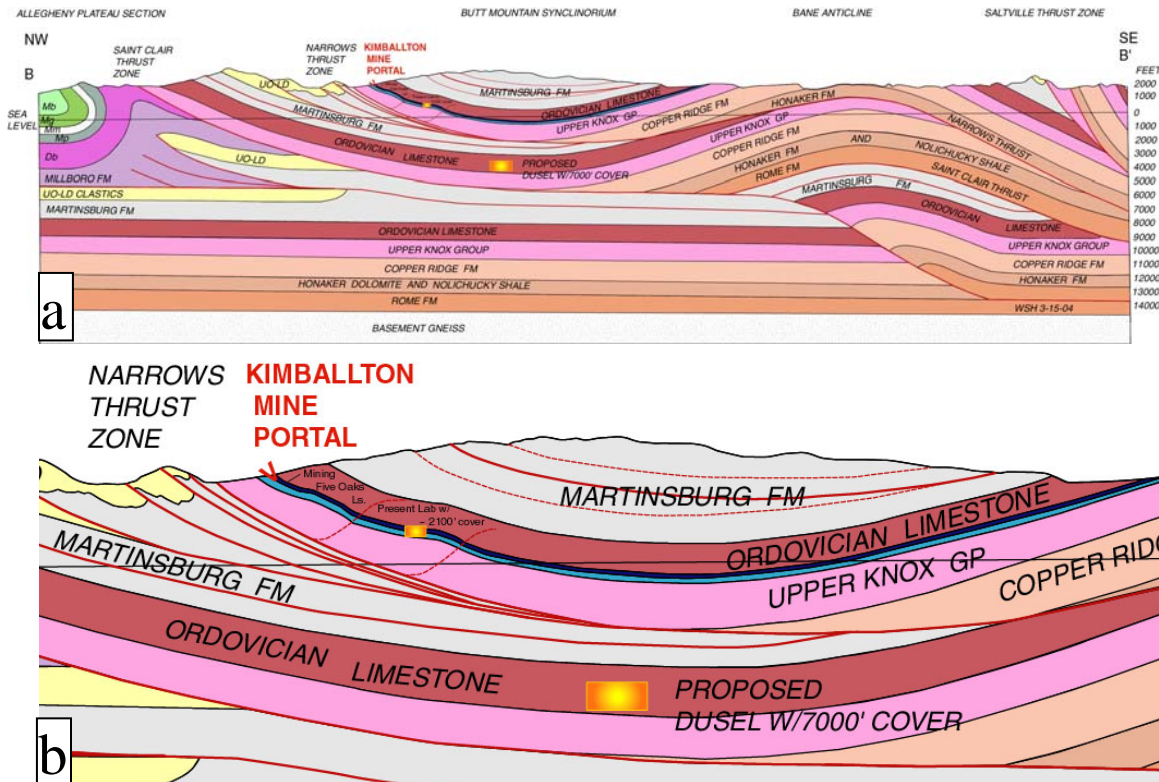 ALLEGHENY PLATEAU SECTION
BUTT MOUNTAIN SYNCLINORIUM
BANE ANTICLINE
SALTVILLE THRUST ZONE
NW
SE
B
B'
SAINT CLAIR
THRUST
ZONE
NARROWS
THRUST
ZONE
KIMBALLTON
MINE
PORTAL
FEET
2000
1000
0
1000
2000
3000
4000
5000
6000
7000
8000
9000
10000
11000
12000
13000
14000
SEA
LEVEL
Mb
Mg
Mm
Mp
Db
MILLBORO FM
UO-LD CLASTICS
MARTINSBURG FM
UO-LD
UO-LD
MARTINSBURG FM
MARTINSBURG FM
ORDOVICIAN LIMESTONE
ORDOVICIAN LIMESTONE
UPPER KNOX GP
COPPER RIDGE FM
HONAKER FM
PROPOSED
DUSEL W/7000' COVER
UPPER KNOX GP
COPPER RIDGE FM
HONAKER FM
ROME FM
AND
NOLICHUCKY SHALE
NARROWS THRUST
SAINT CLAIR THRUST
MARTINSBURG FM
ORDOVICIAN LIMESTONE
UPPER KNOX GROUP
COPPER RIDGE FM
HONAKER FM
WSH 3-15-04
ORDOVICIAN LIMESTONE
UPPER KNOX GROUP
COPPER RIDGE FM
HONAKER DOLOMITE AND NOLICHUCKY SHALE
ROME FM
BASEMENT GNEISS
a
NARROWS
THRUST
ZONE
KIMBALLTON
MINE
PORTAL
Mining
Five Oaks
Ls.
Present Lab w/
~ 2100' cover
MARTINSBURG FM
ORDOVICIAN LIMESTONE
UPPER KNOX GP
COPPER RIDG
MARTINSBURG FM
ORDOVICIAN LIMESTONE
PROPOSED
DUSEL W/7000' COVER
b